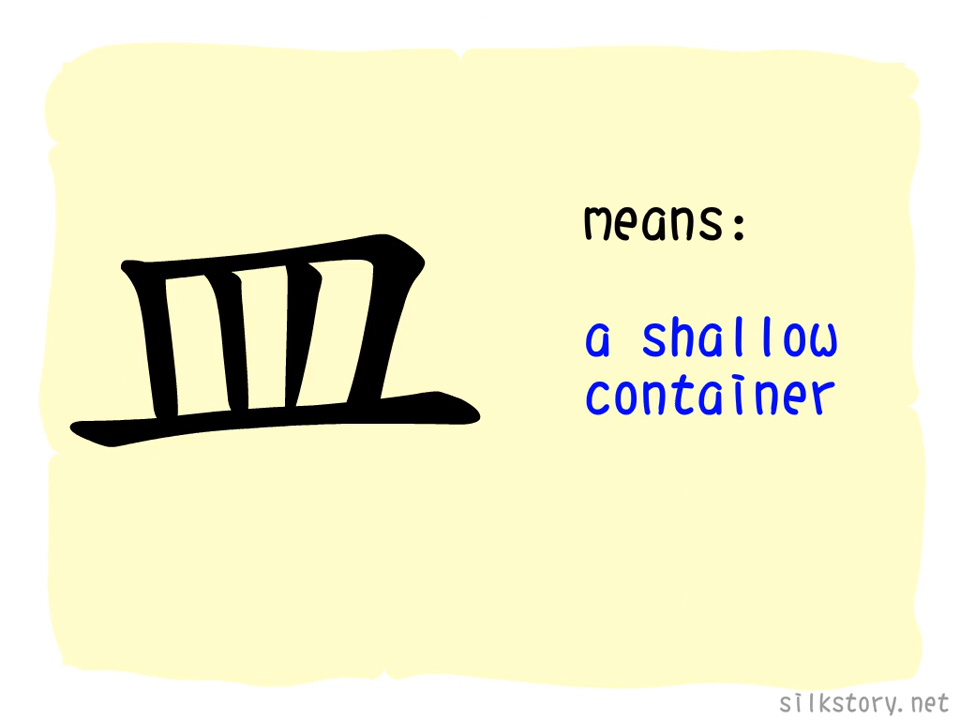 皿
means:
a shallow
container
silkstory.net